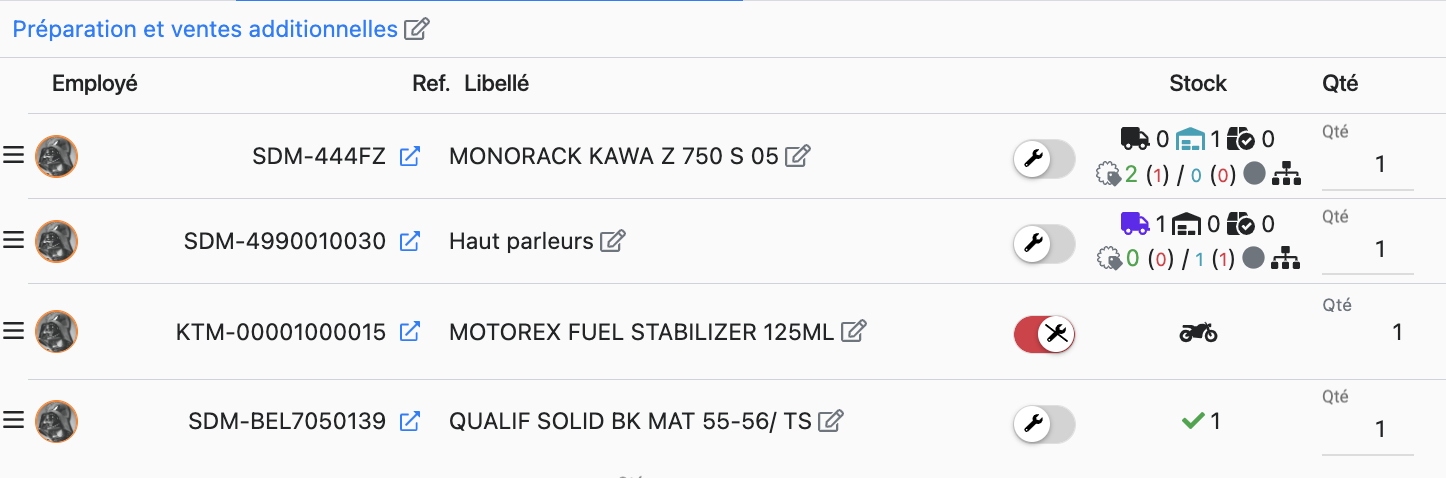 Préparation et ventes additionnelles
Employé Ref. Libellé Stock Qté
SDM-444FZ MONORACK KAWA Z 750 S 05 0 1 0 Qté 1
2 (1) / 0 (0)
SDM-4990010030 Haut parleurs 1 0 0 Qté 1
0 (0) / 1 (1)
KTM-00001000015 MOTOREX FUEL STABILIZER 125ML Qté 1
SDM-BEL7050139 QUALIF SOLID BK MAT 55-56/ TS 1 Qté 1